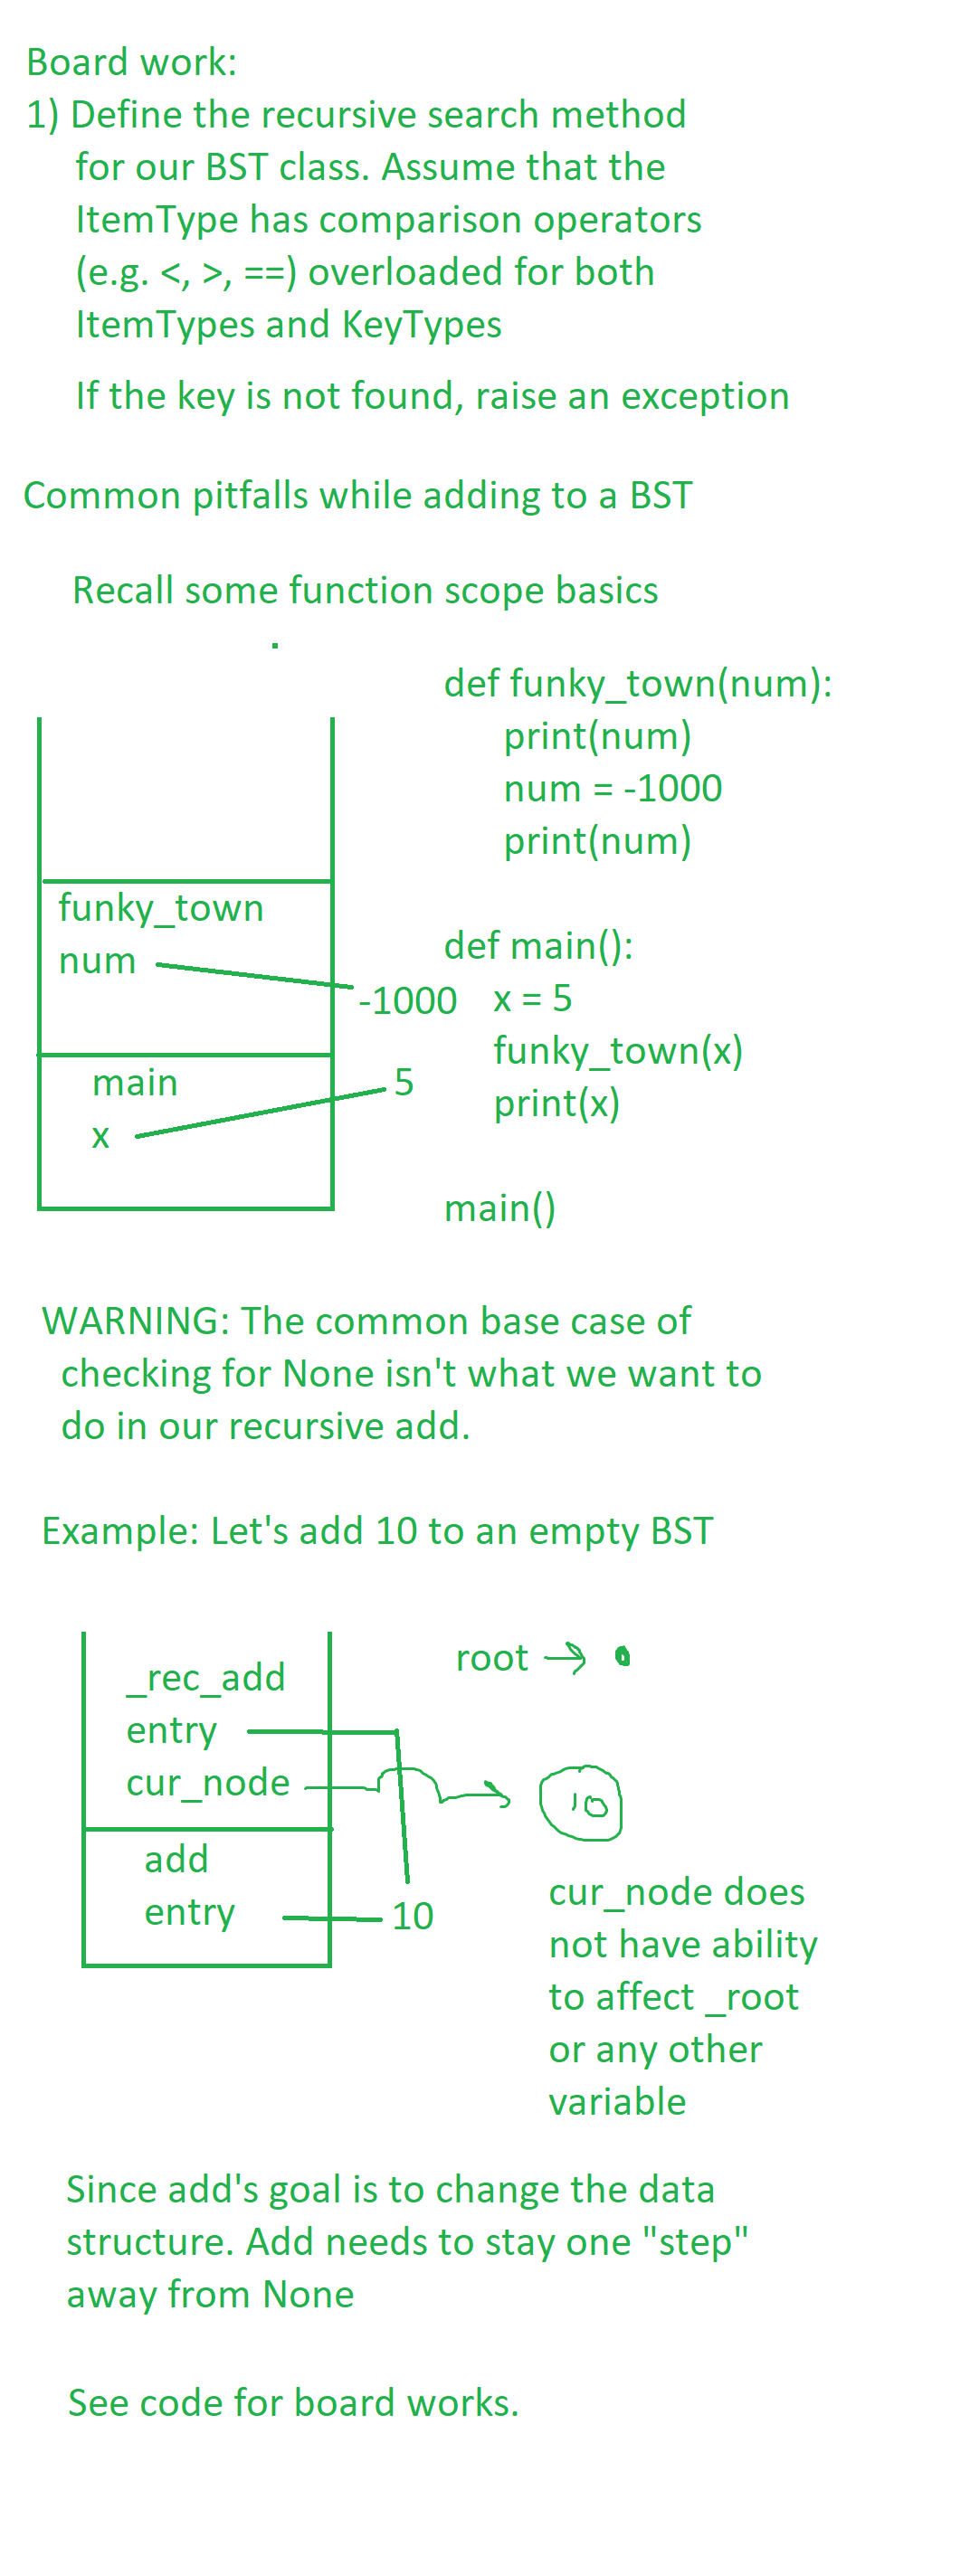 Board work:
1) Define the recursive search method
for our BST class. Assume that the
ItemType has comparison operators
(e.g. <, >, ==) overloaded for both
ItemTypes and KeyTypes
If the key is not found, raise an exception
Common pitfalls while adding to a BST
Recall some function scope basics
def funky_town(num):
print(num)
num = -1000
print(num)
def main():
x = 5
funky_town(x)
print(x)
main()
funky_town
num
-1000
main
5
x
WARNING: The common base case of
checking for None isn't what we want to
do in our recursive add.
Example: Let's add 10 to an empty BST
root
_rec_add
entry
cur_node
10
add
entry
10
cur_node does
not have ability
to affect _root
or any other
variable
Since add's goal is to change the data
structure. Add needs to stay one "step"
away from None
See code for board works.